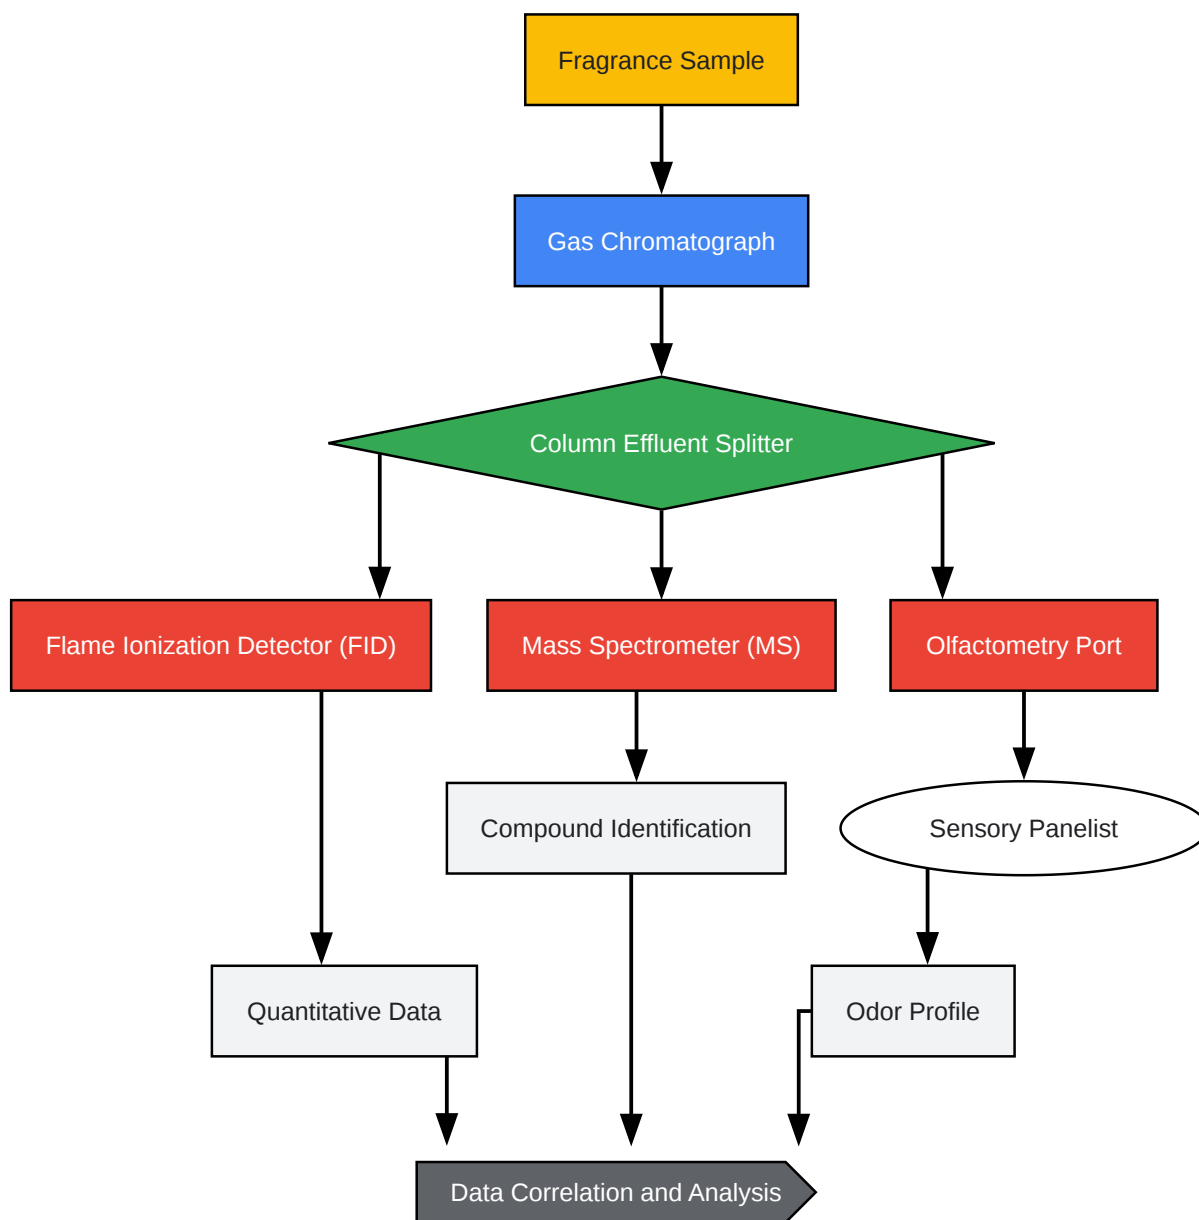 Fragrance Sample
Gas Chromatograph
Column Effluent Splitter
Flame Ionization Detector (FID)
Mass Spectrometer (MS)
Olfactometry Port
Compound Identification
Sensory Panelist
Quantitative Data
Odor Profile
Data Correlation and Analysis